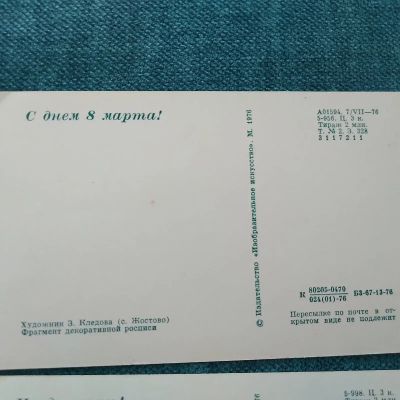 С днем 8 марта!
Художник З. Кледова (с. Жостово)
Фрагмент декоративной росписи
© Издательство «Изобразительное искусство». М. 1976
А01594. 7/VII—76
5-956. Ц. 3 к.
Тираж 2 млн.
Т. № 2. З. 328
3117211
К 80205-0470 БЗ-67-13-76
024(01)-76
Пересылке по почте в от-
крытом виде не подлежит
5-998. Ц. 3 к.